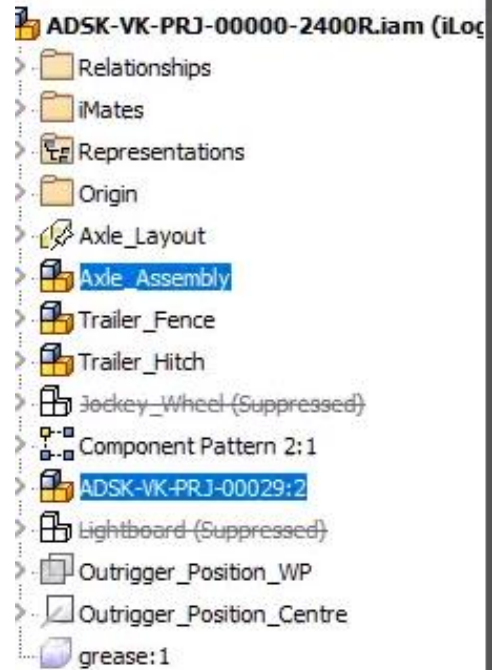 ADSK-VK-PRJ-00000-2400R.iam (iLog
Relationships
iMates
Representations
Origin
Axle_Layout
Axle_Assembly
Trailer_Fence
Trailer_Hitch
Jockey_Wheel (Suppressed)
Component Pattern 2:1
ADSK-VK-PRJ-00029:2
Lightboard (Suppressed)
Outrigger_Position_WP
Outrigger_Position_Centre
grease:1